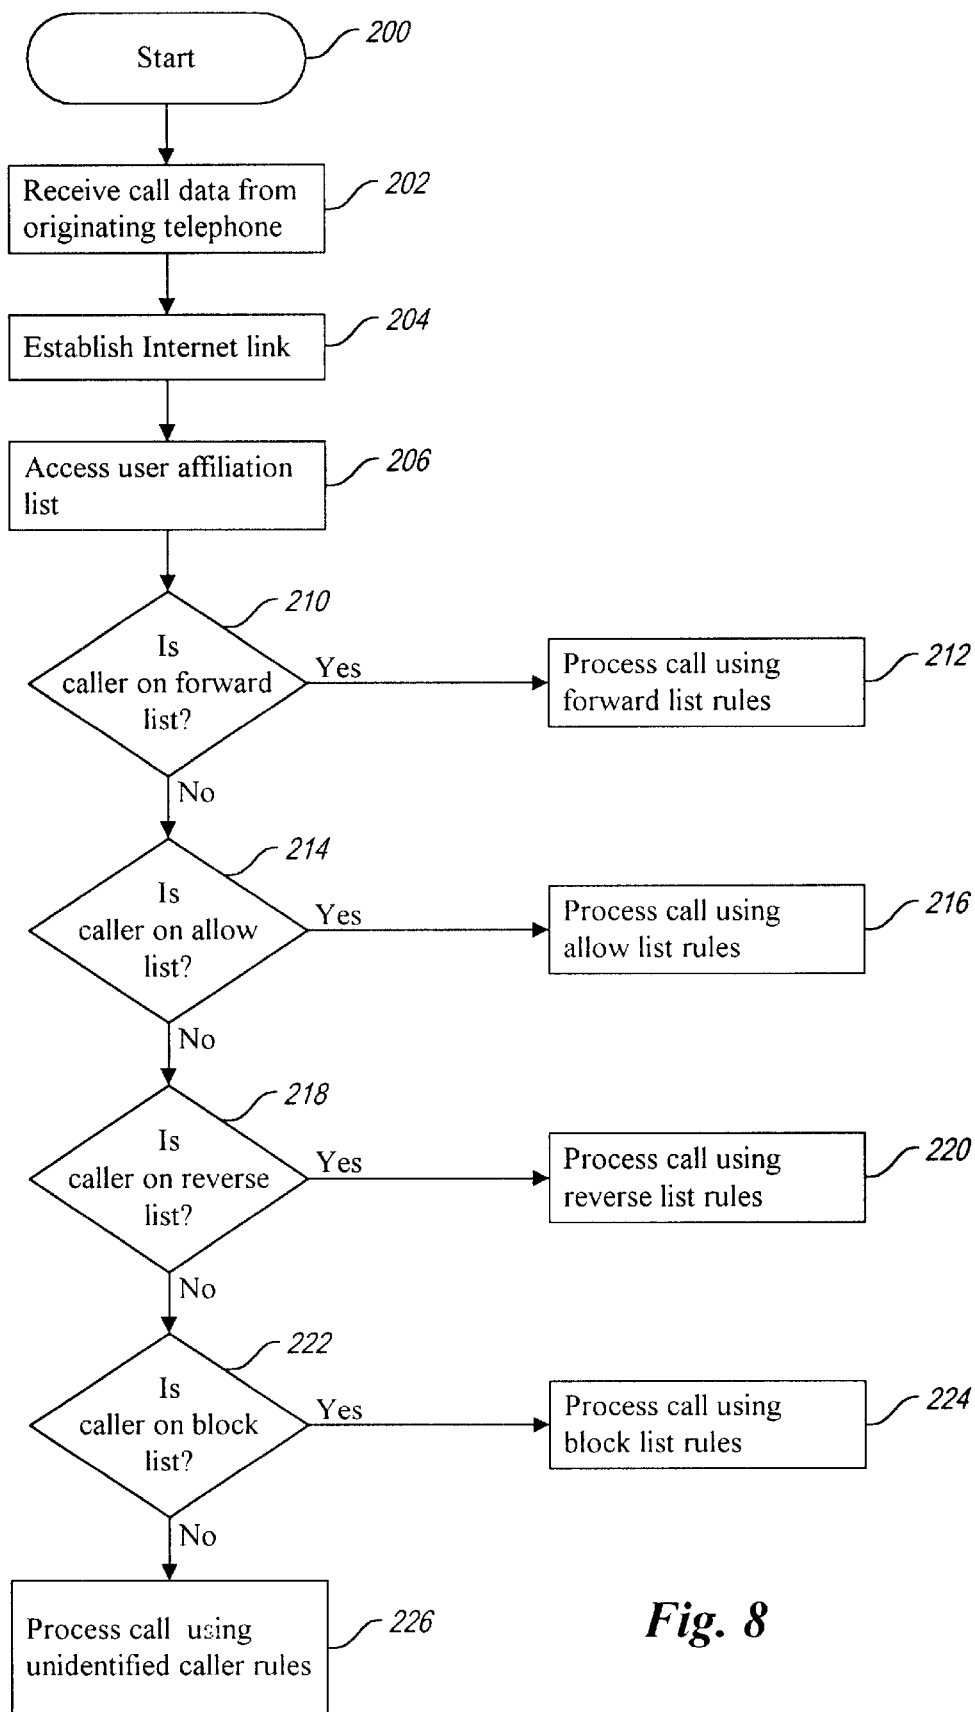 Start
200
Receive call data from
originating telephone
202
Establish Internet link
204
Access user affiliation
list
206
Is
caller on forward
list?
210
Yes
Process call using
forward list rules
212
No
Is
caller on allow
list?
214
Yes
Process call using
allow list rules
216
No
Is
caller on reverse
list?
218
Yes
Process call using
reverse list rules
220
No
Is
caller on block
list?
222
Yes
Process call using
block list rules
224
No
Process call using
unidentified caller rules
226
Fig. 8